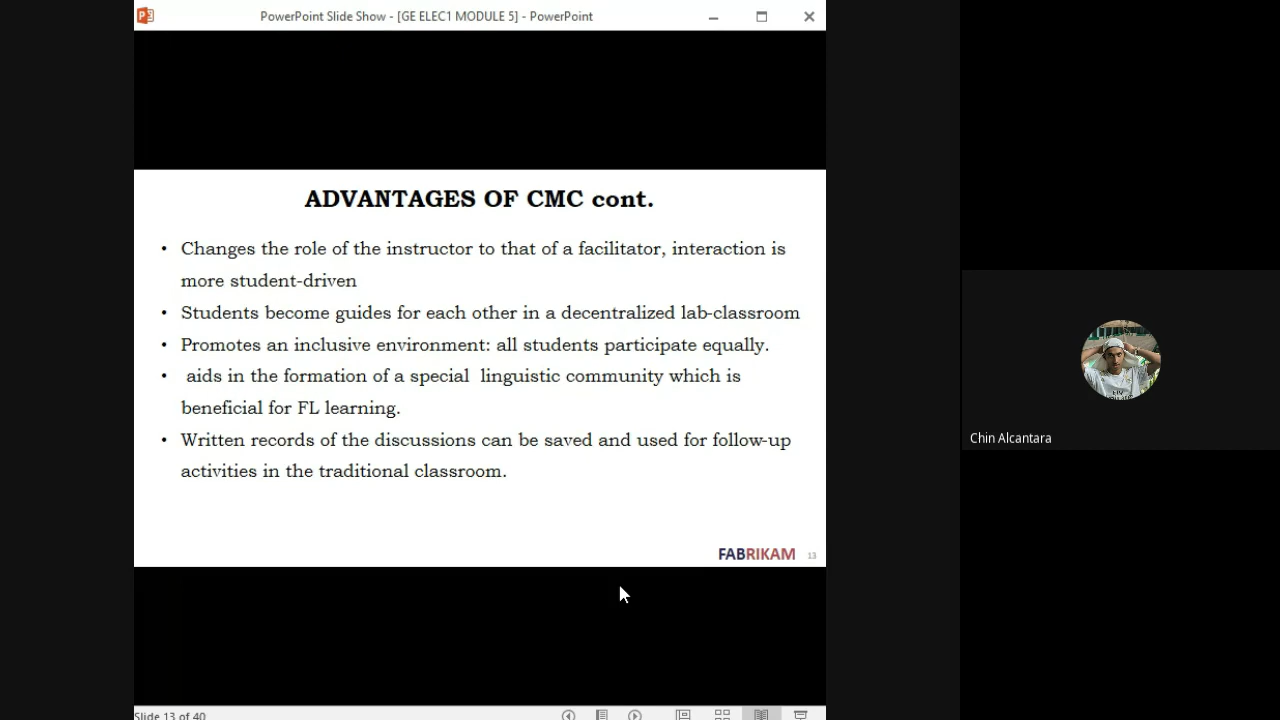 PowerPoint Slide Show - [GE ELEC1 MODULE 5] - PowerPoint
ADVANTAGES OF CMC cont.
• Changes the role of the instructor to that of a facilitator, interaction is
more student-driven
• Students become guides for each other in a decentralized lab-classroom
• Promotes an inclusive environment: all students participate equally.
• aids in the formation of a special linguistic community which is
beneficial for FL learning.
• Written records of the discussions can be saved and used for follow-up
activities in the traditional classroom.
FABRIKAM 13
Chin Alcantara
Slide 13 of 40